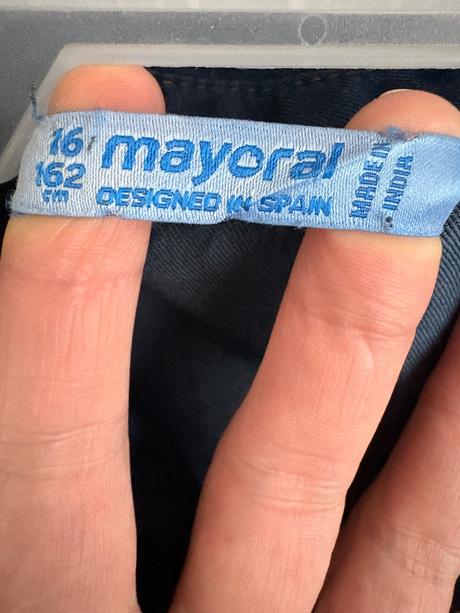 16
162
cm
mayoral
DESIGNED IN SPAIN
MADE IN
INDIA